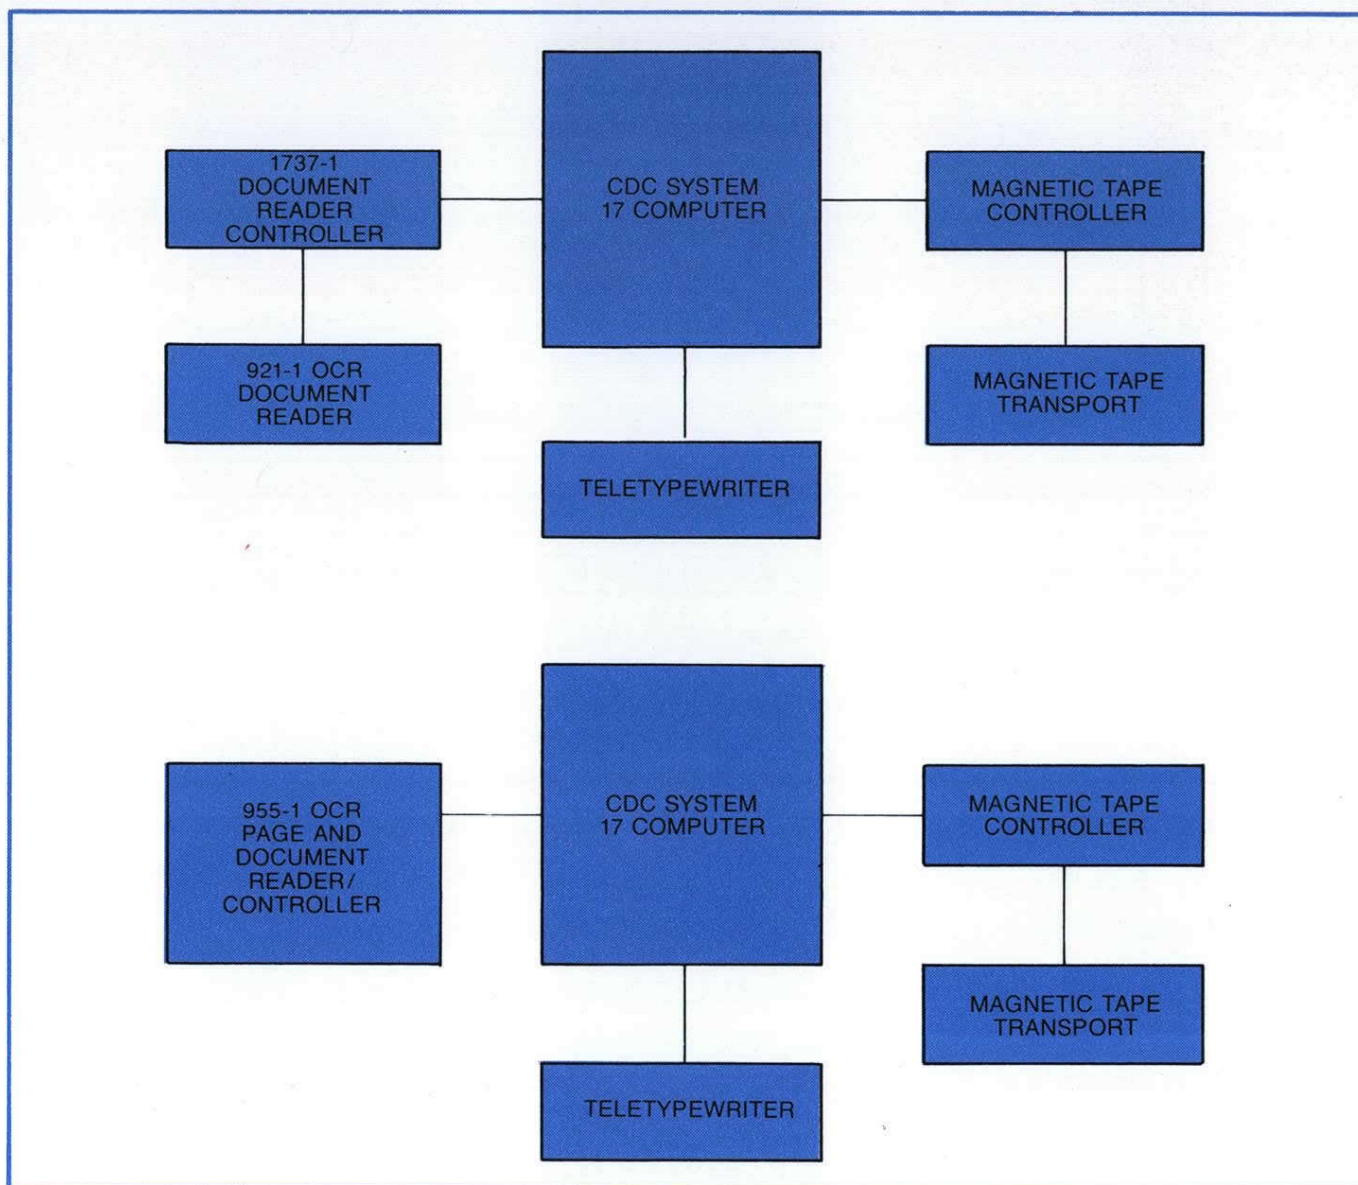 1737-1
DOCUMENT
READER
CONTROLLER
CDC SYSTEM
17 COMPUTER
MAGNETIC TAPE
CONTROLLER
921-1 OCR
DOCUMENT
READER
MAGNETIC TAPE
TRANSPORT
TELETYPEWRITER
955-1 OCR
PAGE AND
DOCUMENT
READER/
CONTROLLER
CDC SYSTEM
17 COMPUTER
MAGNETIC TAPE
CONTROLLER
MAGNETIC TAPE
TRANSPORT
TELETYPEWRITER